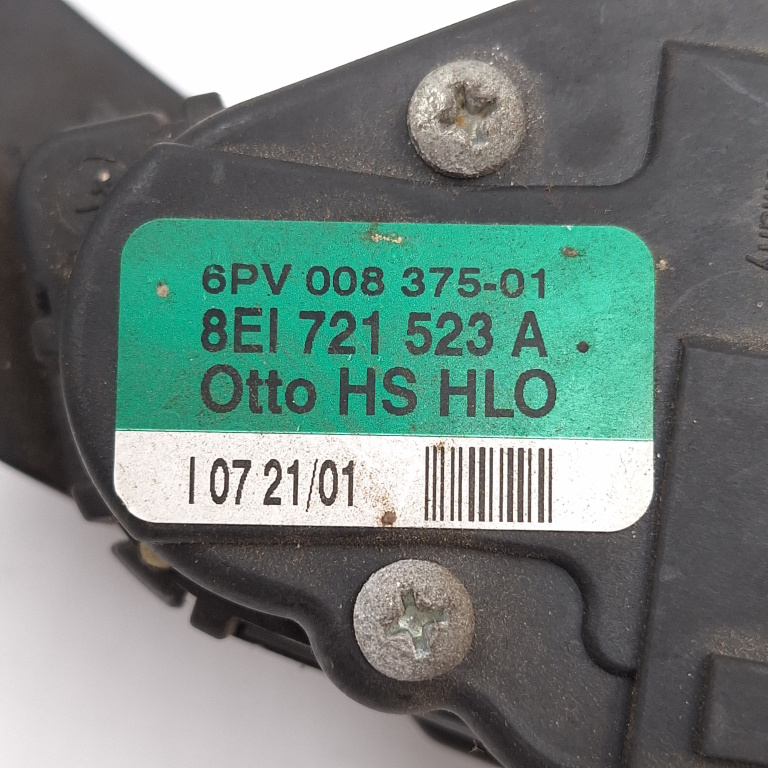 6PV 008 375-01
8EI 721 523 A
Otto HS HLO
I 07 21/01